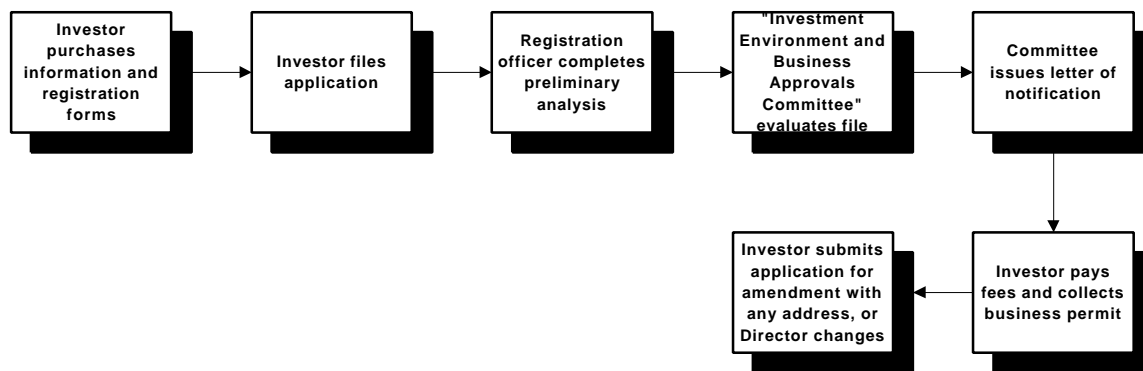 Investor
purchases
information and
registration
forms
Investor files
application
Registration
officer completes
preliminary
analysis
"Investment
Environment and
Business
Approvals
Committee"
evaluates file
Committee
issues letter of
notification
Investor pays
fees and collects
business permit
Investor submits
application for
amendment with
any address, or
Director changes